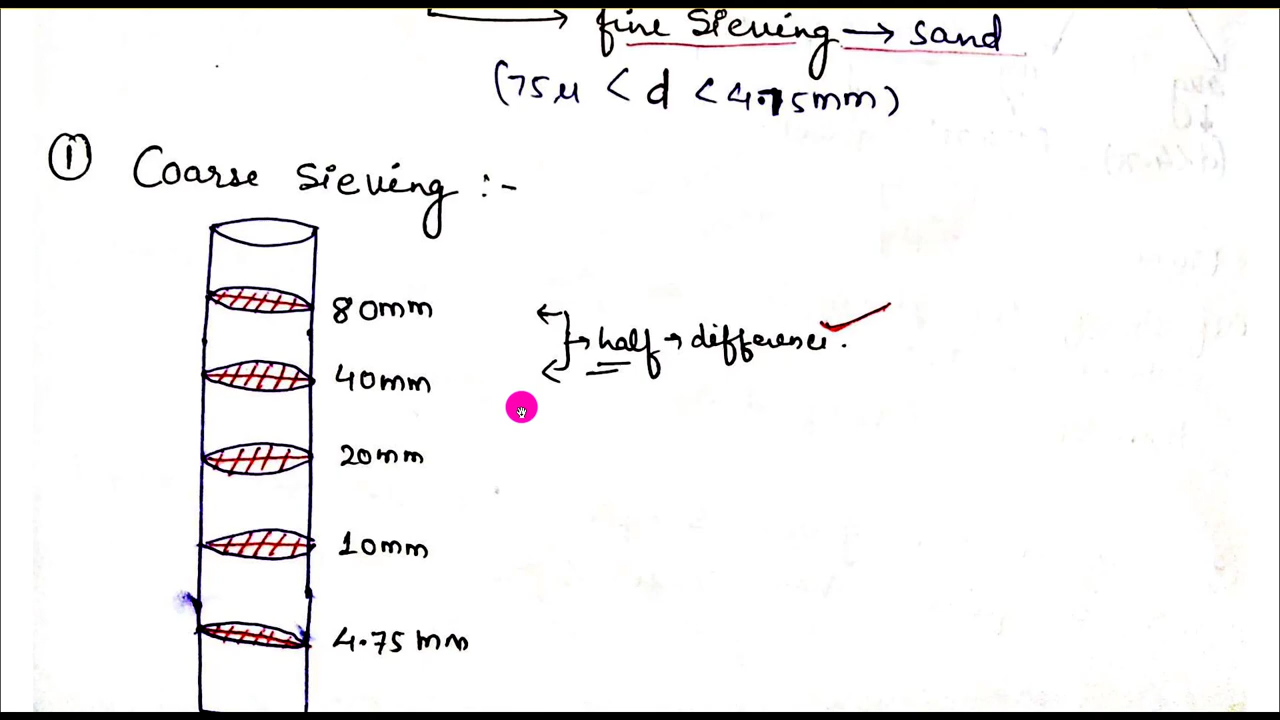 fine Sieving → sand
(75μ < d < 4.75mm)
① Coarse Sieving :-
80mm
→ half → difference.
40mm
20mm
10mm
4.75 mm